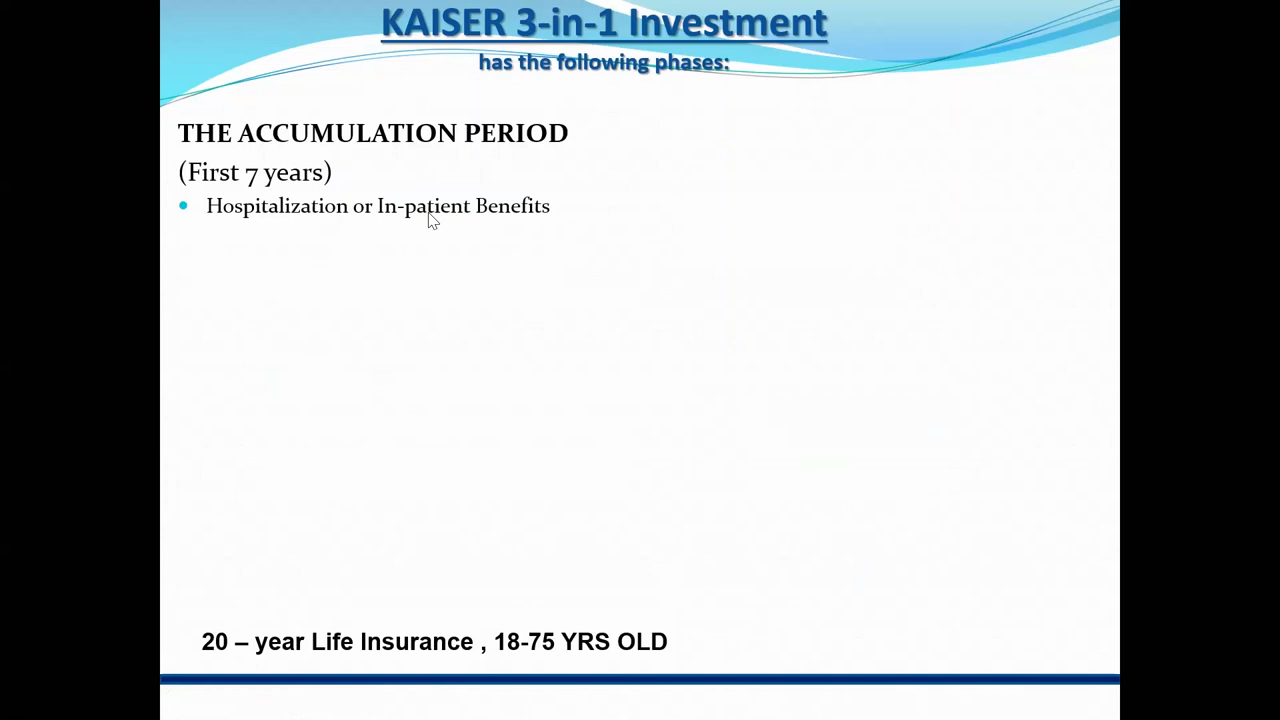 KAISER 3-in-1 Investment
has the following phases:
THE ACCUMULATION PERIOD
(First 7 years)
• Hospitalization or In-patient Benefits
20 – year Life Insurance , 18-75 YRS OLD